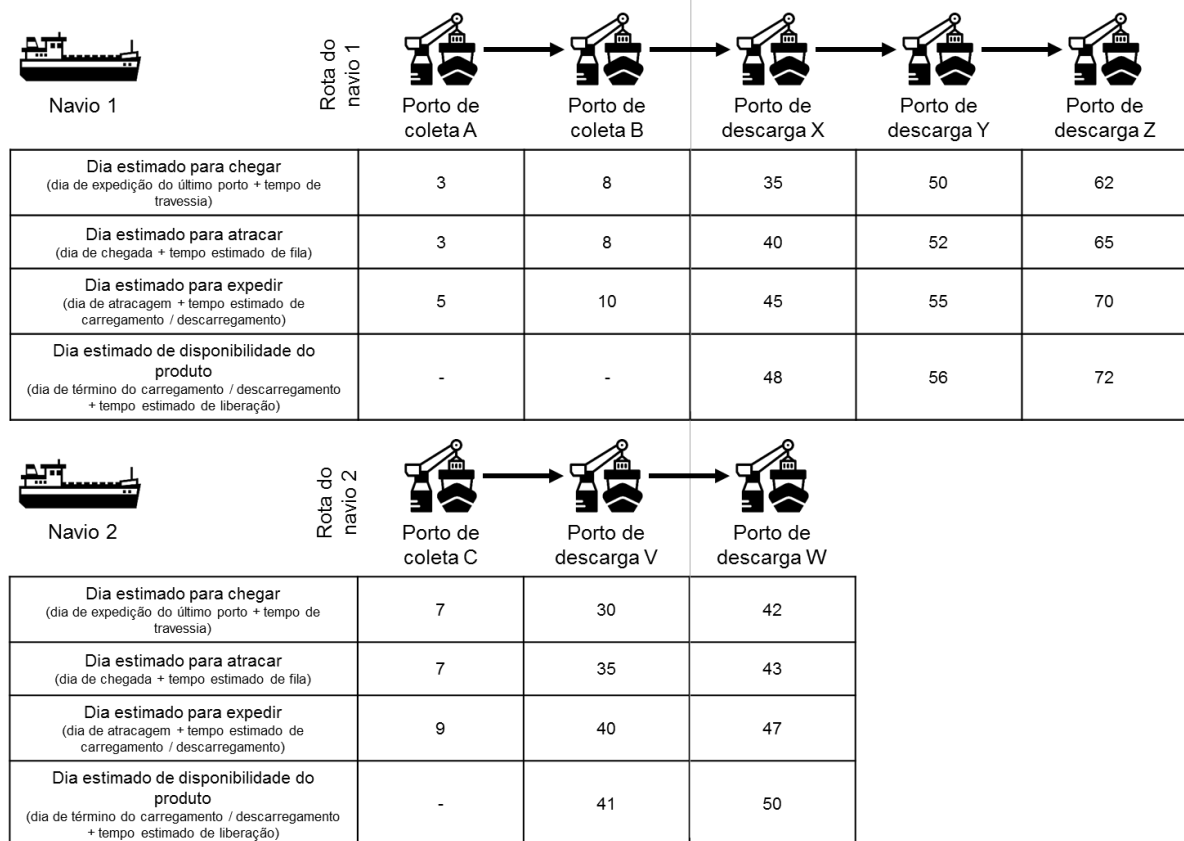 Navio 1
Rota do
navio 1
Porto de
coleta A
Porto de
coleta B
Porto de
descarga X
Porto de
descarga Y
Porto de
descarga Z
Dia estimado para chegar
(dia de expedição do último porto + tempo de
travessia)
3
8
35
50
62
Dia estimado para atracar
(dia de chegada + tempo estimado de fila)
3
8
40
52
65
Dia estimado para expedir
(dia de atracagem + tempo estimado de
carregamento / descarregamento)
5
10
45
55
70
Dia estimado de disponibilidade do
produto
(dia de término do carregamento / descarregamento
+ tempo estimado de liberação)
-
-
48
56
72
Navio 2
Rota do
navio 2
Porto de
coleta C
Porto de
descarga V
Porto de
descarga W
Dia estimado para chegar
(dia de expedição do último porto + tempo de
travessia)
7
30
42
Dia estimado para atracar
(dia de chegada + tempo estimado de fila)
7
35
43
Dia estimado para expedir
(dia de atracagem + tempo estimado de
carregamento / descarregamento)
9
40
47
Dia estimado de disponibilidade do
produto
(dia de término do carregamento / descarregamento
+ tempo estimado de liberação)
-
41
50